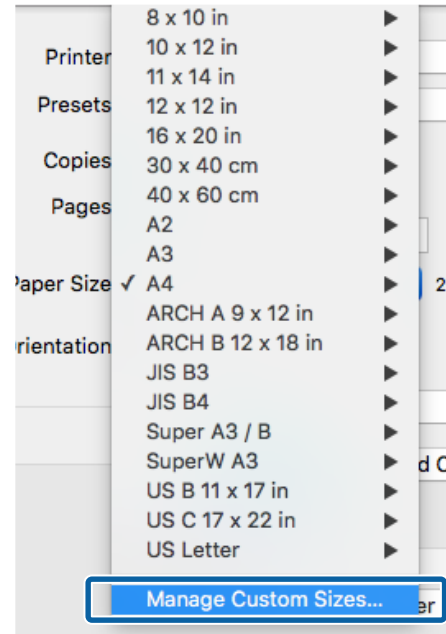 8 x 10 in
10 x 12 in
Printer
11 x 14 in
Presets
12 x 12 in
16 x 20 in
Copies
30 x 40 cm
40 x 60 cm
Pages
A2
A3
Paper Size ✓ A4 2
ARCH A 9 x 12 in
rientation
ARCH B 12 x 18 in
JIS B3
JIS B4
Super A3 / B
SuperW A3
d C
US B 11 x 17 in
US C 17 x 22 in
US Letter
Manage Custom Sizes...
er